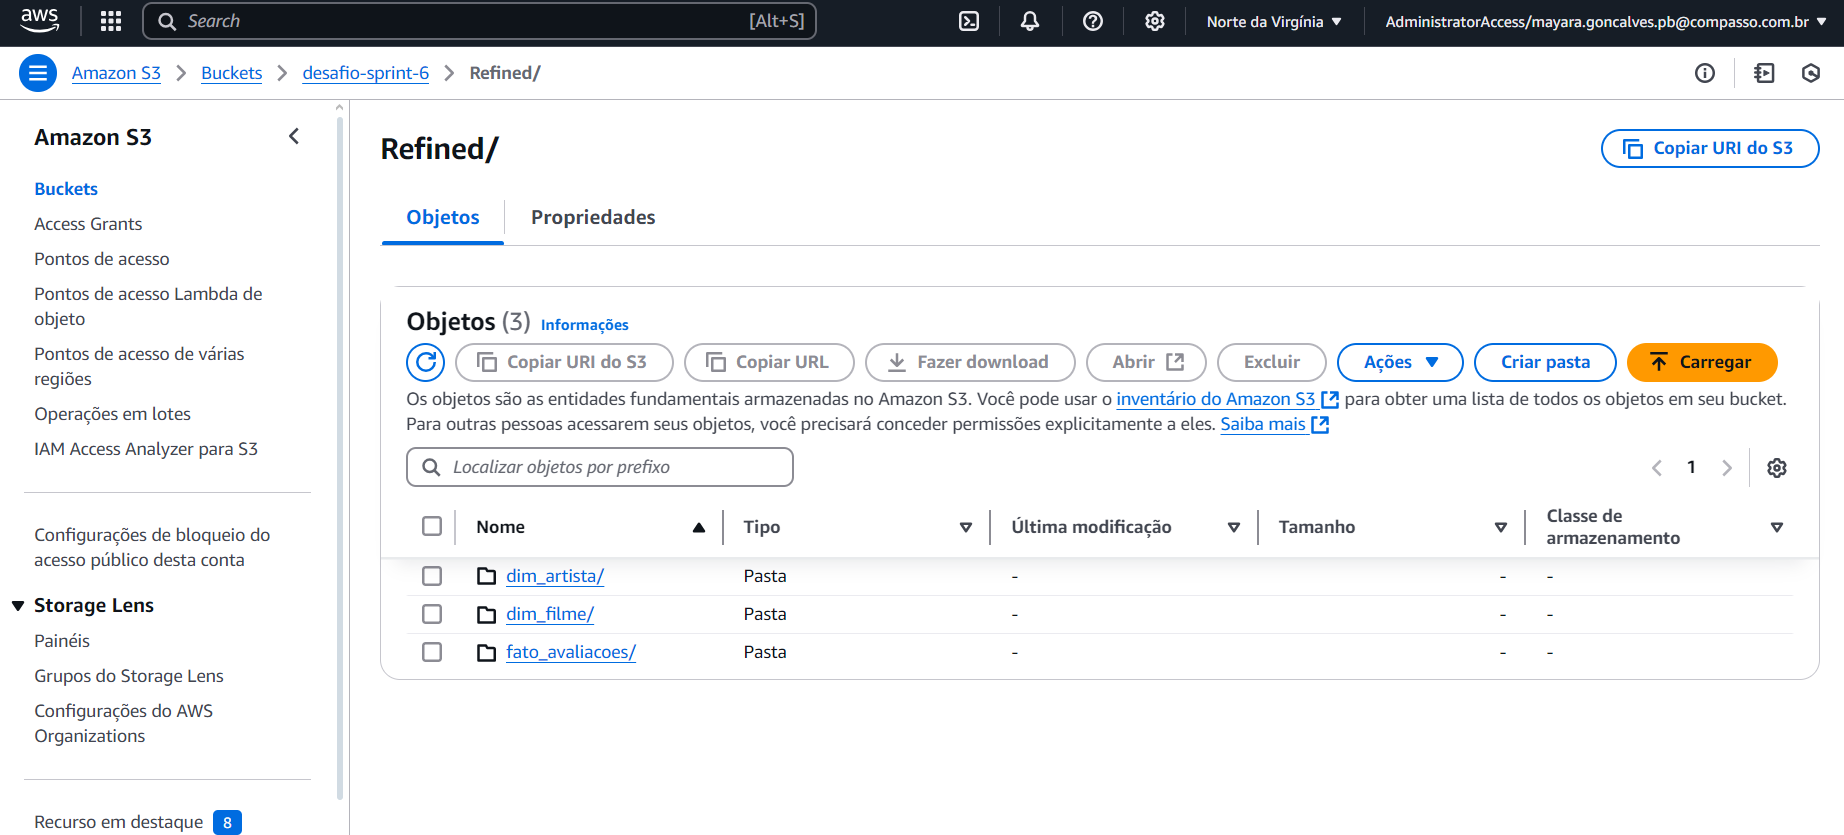 aws
Search
[Alt+S]
Norte da Virgínia
AdministratorAccess/mayara.goncalves.pb@compasso.com.br
Amazon S3
Buckets
desafio-sprint-6
Refined/
Amazon S3
Buckets
Access Grants
Pontos de acesso
Pontos de acesso Lambda de
objeto
Pontos de acesso de várias
regiões
Operações em lotes
IAM Access Analyzer para S3
Configurações de bloqueio do
acesso público desta conta
Storage Lens
Painéis
Grupos do Storage Lens
Configurações do AWS
Organizations
Recurso em destaque 8
Refined/
Copiar URI do S3
Objetos
Propriedades
Objetos (3) Informações
Copiar URI do S3
Copiar URL
Fazer download
Abrir
Excluir
Ações
Criar pasta
Carregar
Os objetos são as entidades fundamentais armazenadas no Amazon S3. Você pode usar o inventário do Amazon S3 para obter uma lista de todos os objetos em seu bucket.
Para outras pessoas acessarem seus objetos, você precisará conceder permissões explicitamente a eles. Saiba mais
Localizar objetos por prefixo
1
Nome
Tipo
Última modificação
Tamanho
Classe de
armazenamento
dim_artista/ Pasta - - -
dim_filme/ Pasta - - -
fato_avaliacoes/ Pasta - - -